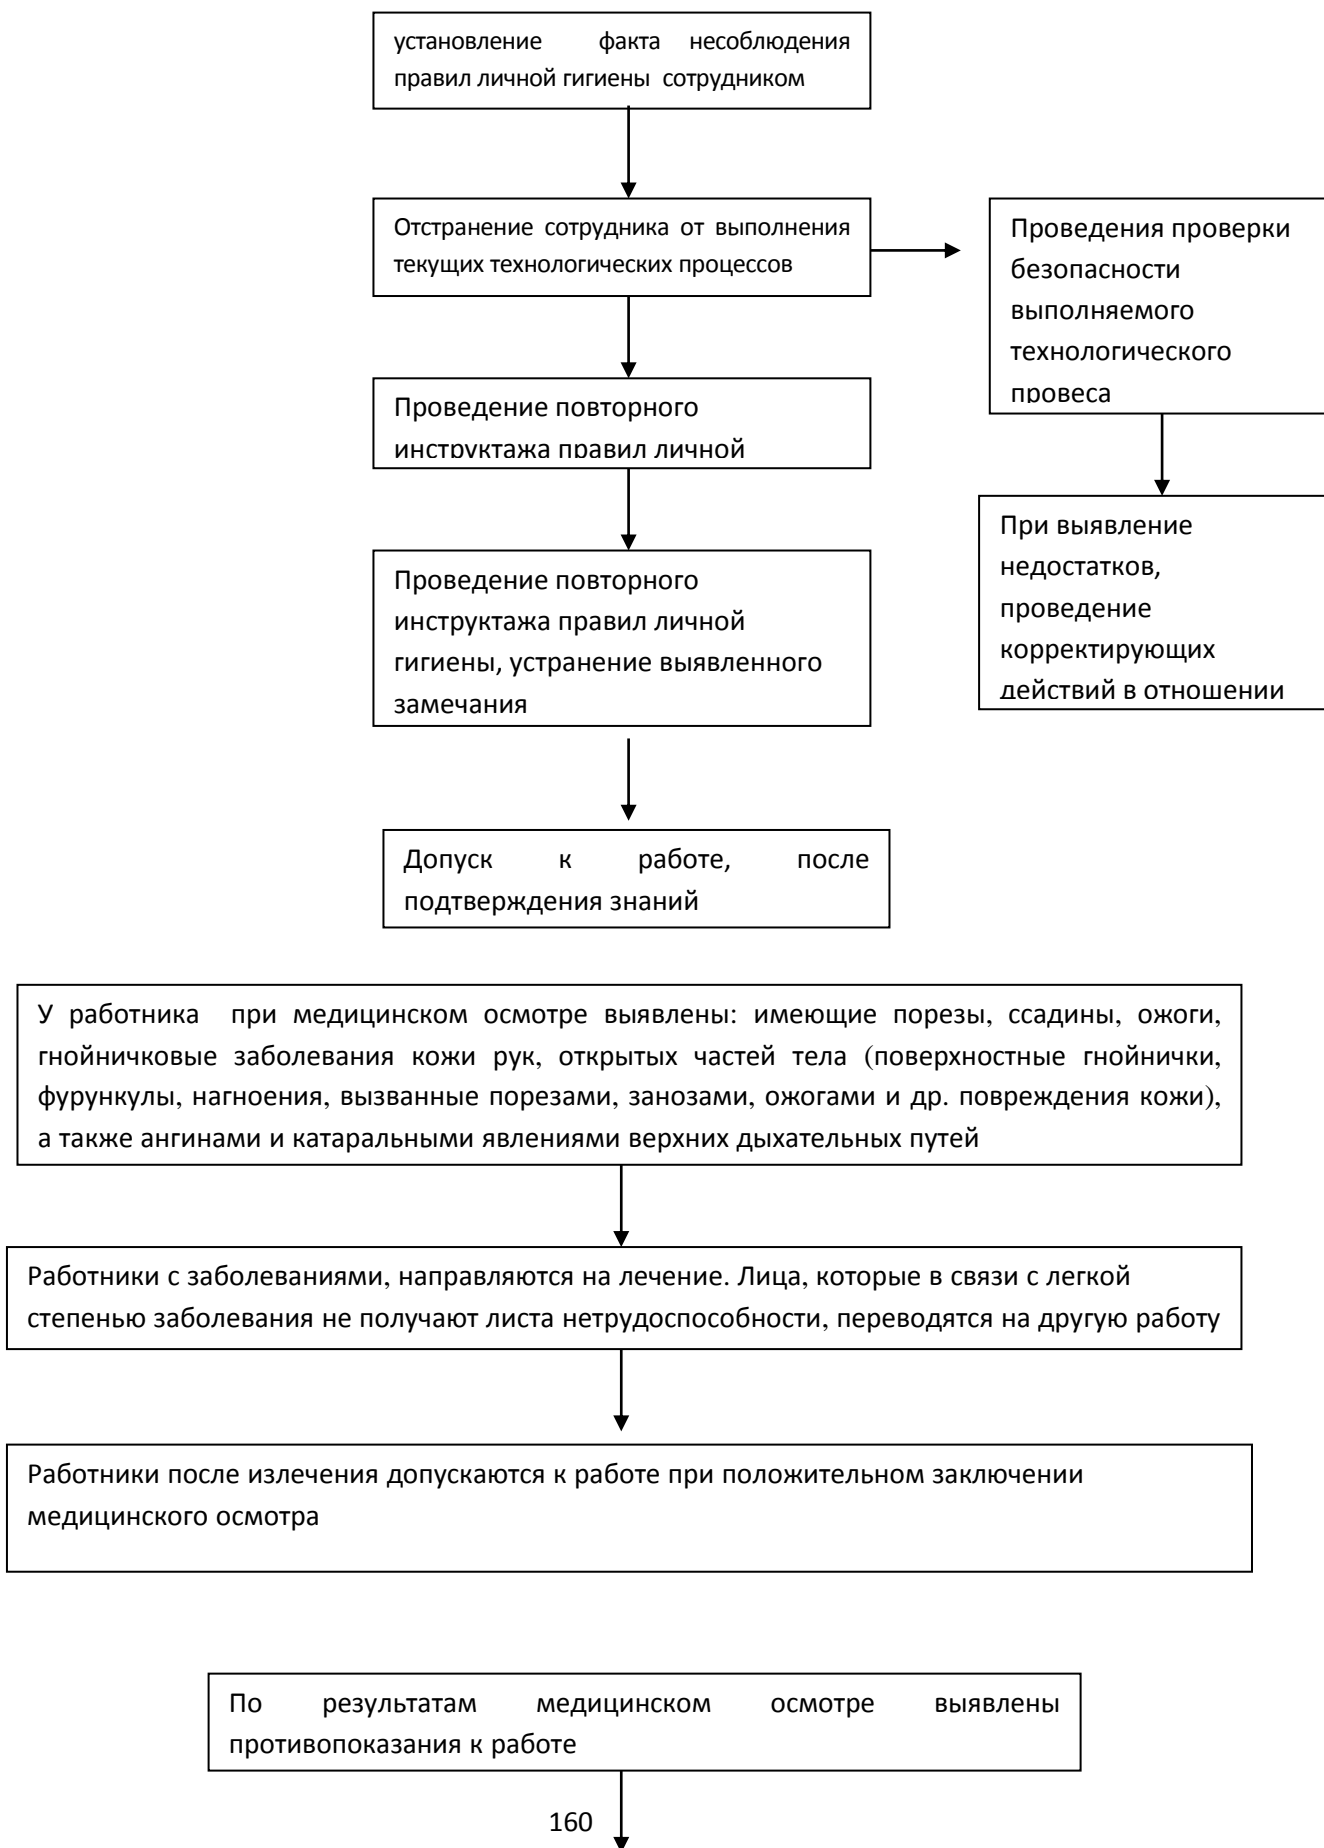 установление факта несоблюдения
правил личной гигиены сотрудником
Отстранение сотрудника от выполнения
текущих технологических процессов
Проведения проверки
безопасности
выполняемого
технологического
провеса
Проведение повторного
инструктажа правил личной
При выявление
недостатков,
проведение
корректирующих
действий в отношении
Проведение повторного
инструктажа правил личной
гигиены, устранение выявленного
замечания
Допуск к работе, после
подтверждения знаний
У работника при медицинском осмотре выявлены: имеющие порезы, ссадины, ожоги,
гнойничковые заболевания кожи рук, открытых частей тела (поверхностные гнойнички,
фурункулы, нагноения, вызванные порезами, занозами, ожогами и др. повреждения кожи),
а также ангинами и катаральными явлениями верхних дыхательных путей
Работники с заболеваниями, направляются на лечение. Лица, которые в связи с легкой
степенью заболевания не получают листа нетрудоспособности, переводятся на другую работу
Работники после излечения допускаются к работе при положительном заключении
медицинского осмотра
По результатам медицинском осмотре выявлены
противопоказания к работе
160